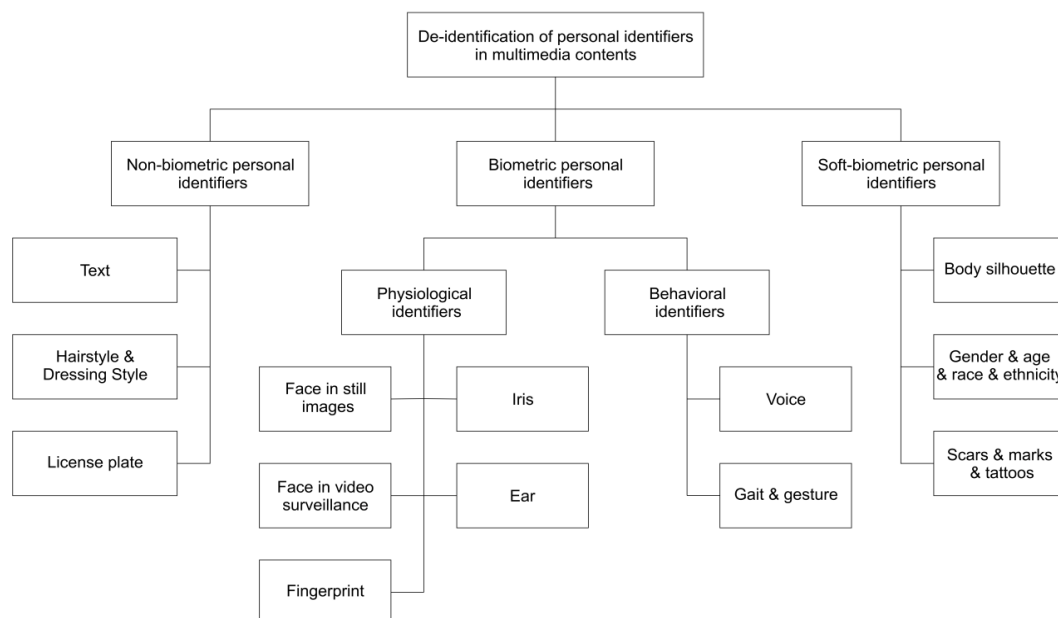 De-identification of personal identifiers
in multimedia contents
Non-biometric personal
identifiers
Biometric personal
identifiers
Soft-biometric personal
identifiers
Text
Hairstyle &
Dressing Style
License plate
Physiological
identifiers
Behavioral
identifiers
Face in still
images
Iris
Face in video
surveillance
Ear
Fingerprint
Voice
Gait & gesture
Body silhouette
Gender & age
& race & ethnicity
Scars & marks
& tattoos